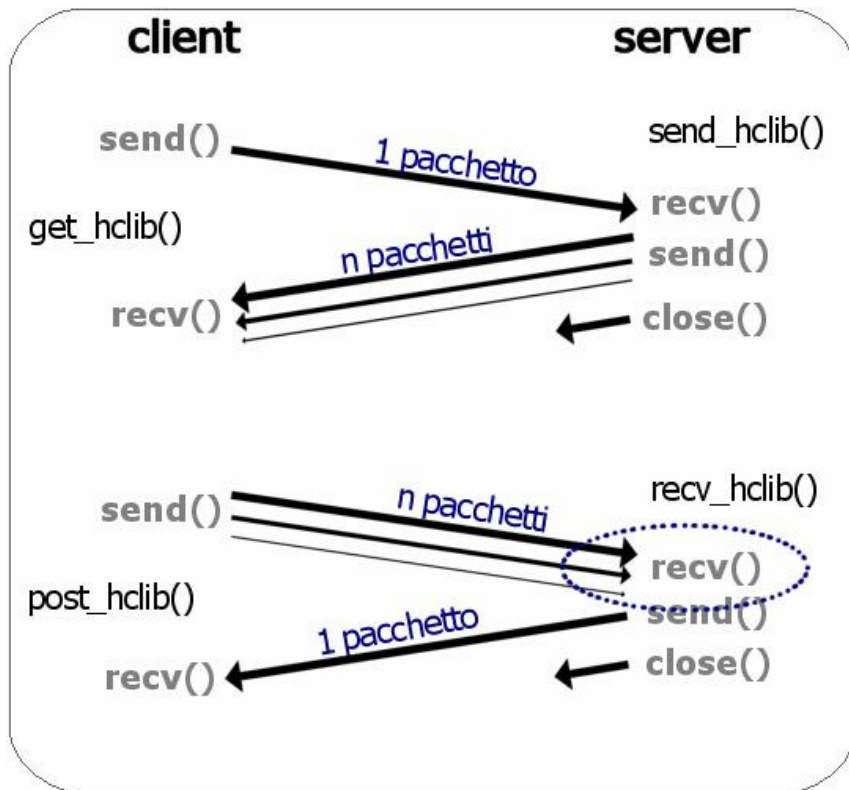 client server
send() 1 pacchetto send_hclib()
recv()
get_hclib() n pacchetti send()
recv() close()
send() n pacchetti recv_hclib()
recv()
post_hclib() 1 pacchetto send()
recv() close()